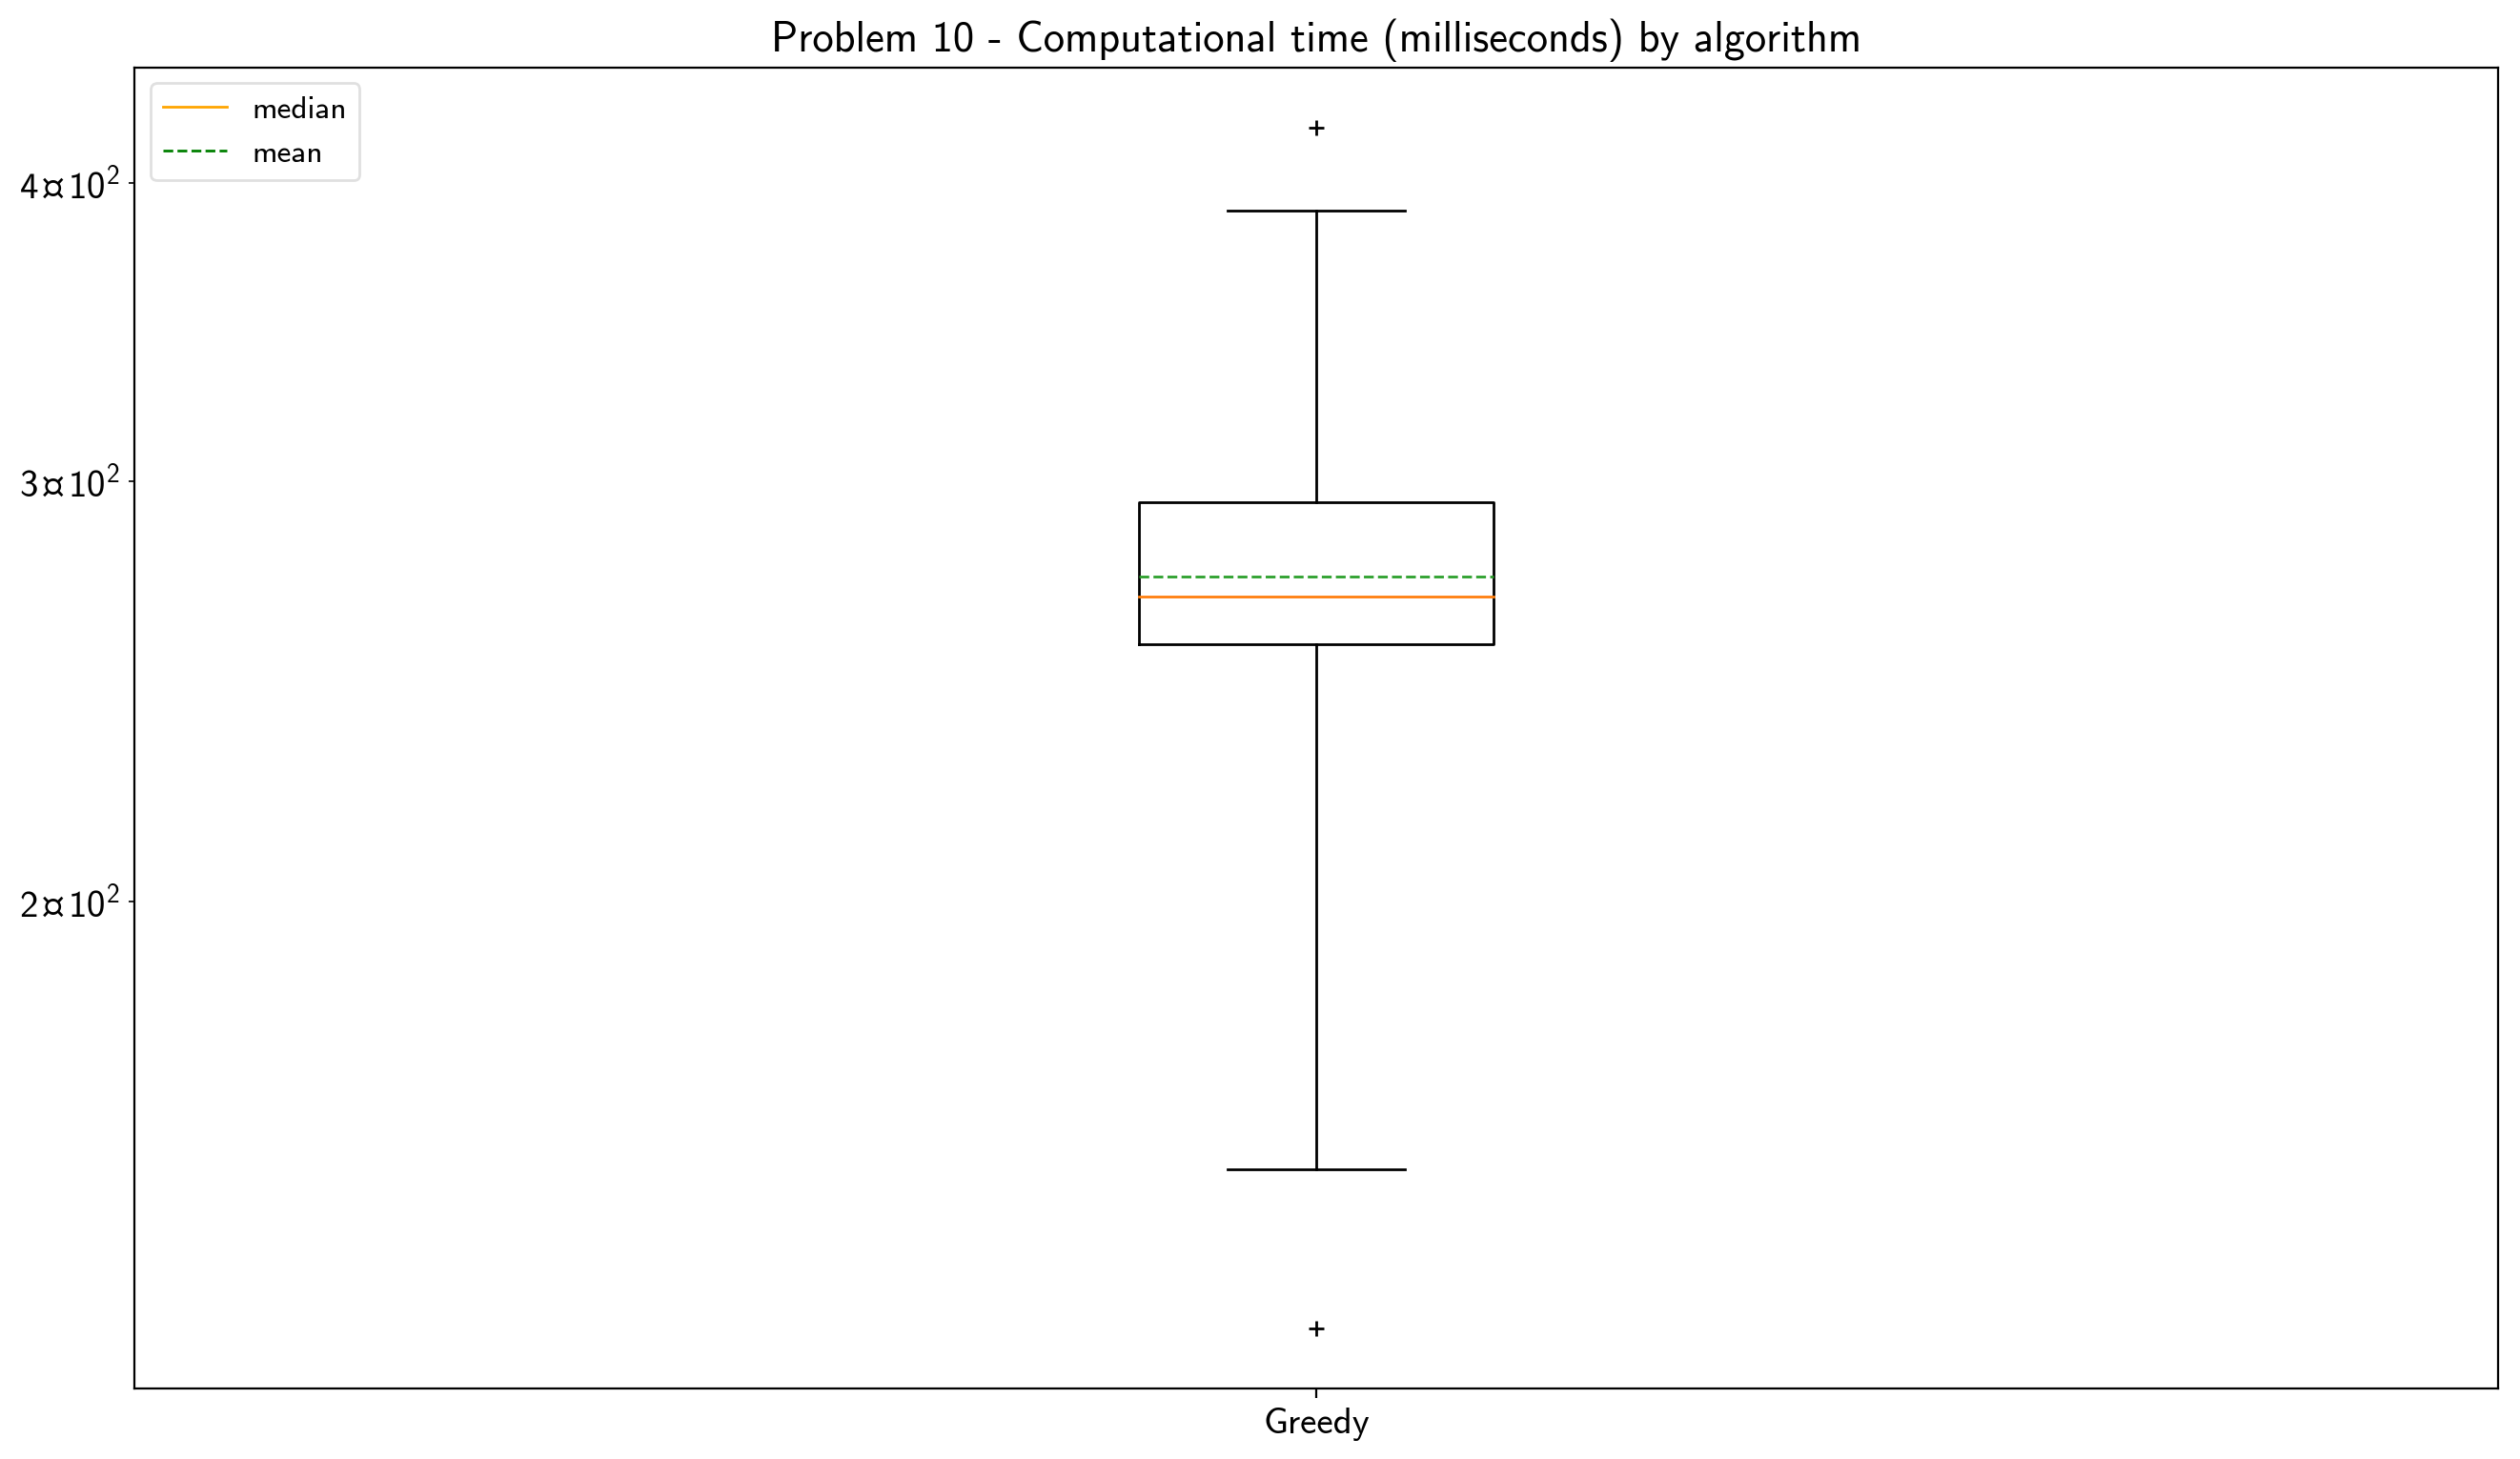 Problem 10 - Computational time (milliseconds) by algorithm
median
mean
4¤10²
3¤10²
2¤10²
Greedy